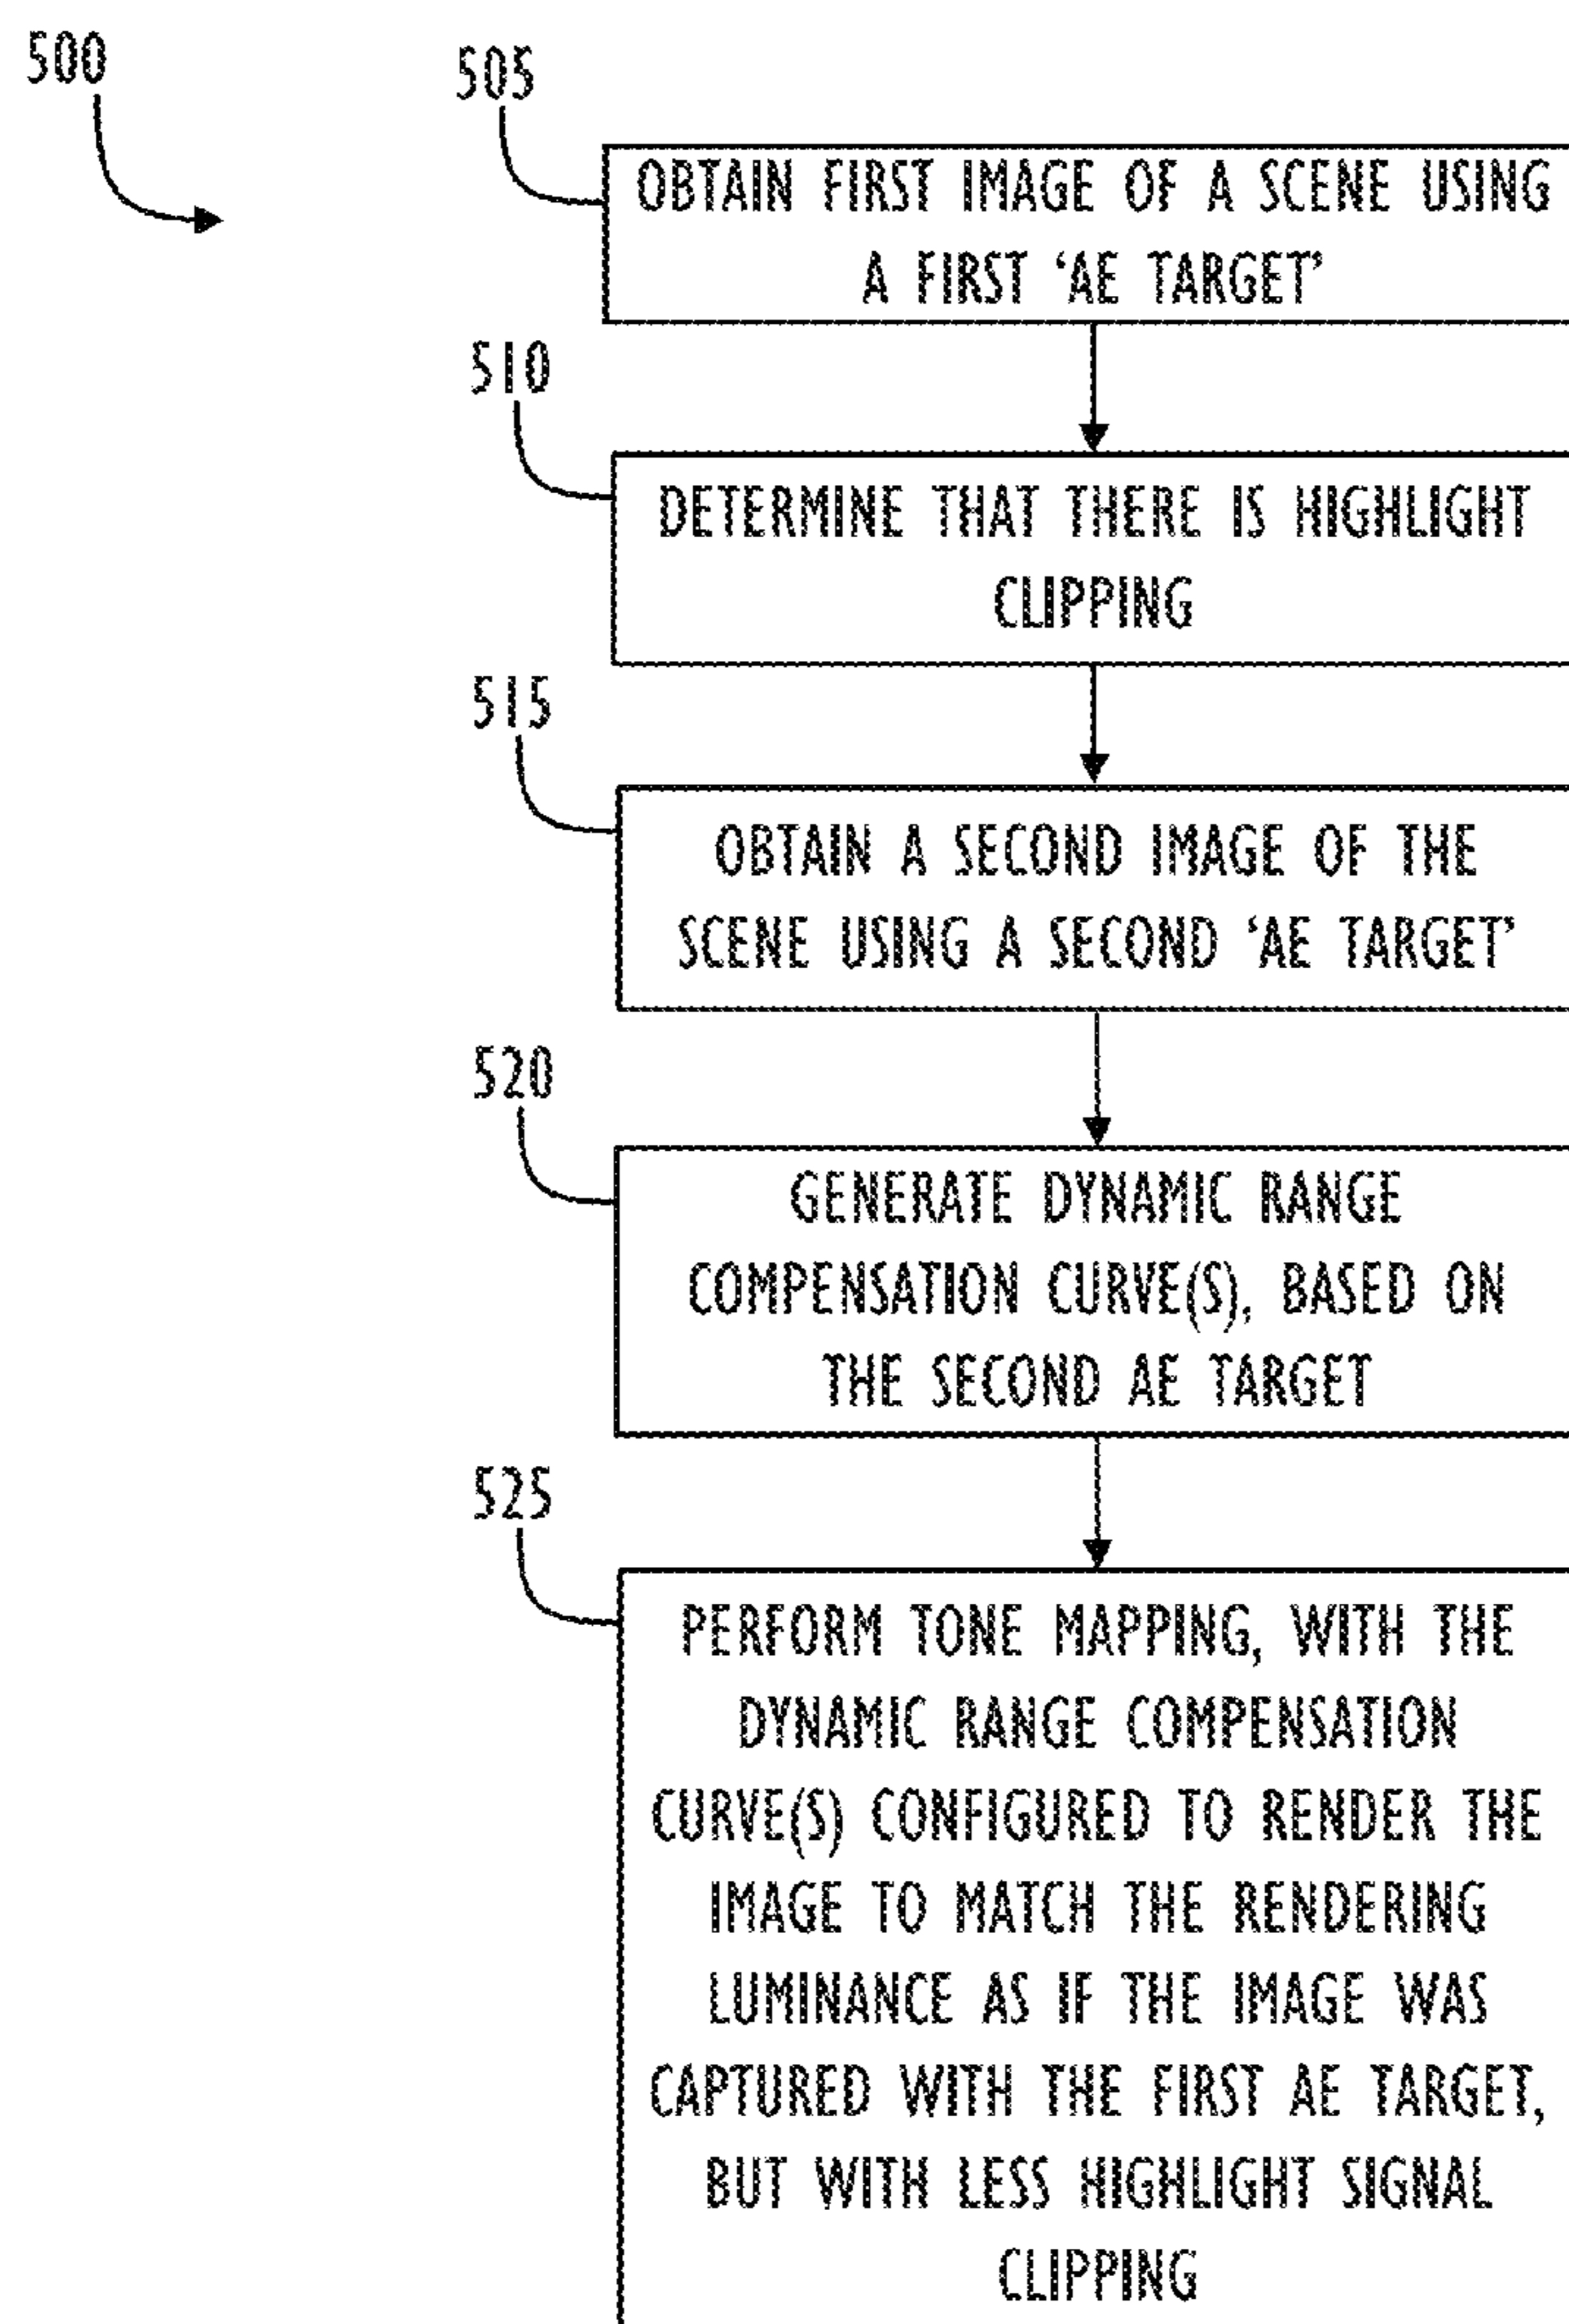 500
505
OBTAIN FIRST IMAGE OF A SCENE USING
A FIRST ‘AE TARGET’
510
DETERMINE THAT THERE IS HIGHLIGHT
CLIPPING
515
OBTAIN A SECOND IMAGE OF THE
SCENE USING A SECOND ‘AE TARGET’
520
GENERATE DYNAMIC RANGE
COMPENSATION CURVE(S), BASED ON
THE SECOND AE TARGET
525
PERFORM TONE MAPPING, WITH THE
DYNAMIC RANGE COMPENSATION
CURVE(S) CONFIGURED TO RENDER THE
IMAGE TO MATCH THE RENDERING
LUMINANCE AS IF THE IMAGE WAS
CAPTURED WITH THE FIRST AE TARGET,
BUT WITH LESS HIGHLIGHT SIGNAL
CLIPPING